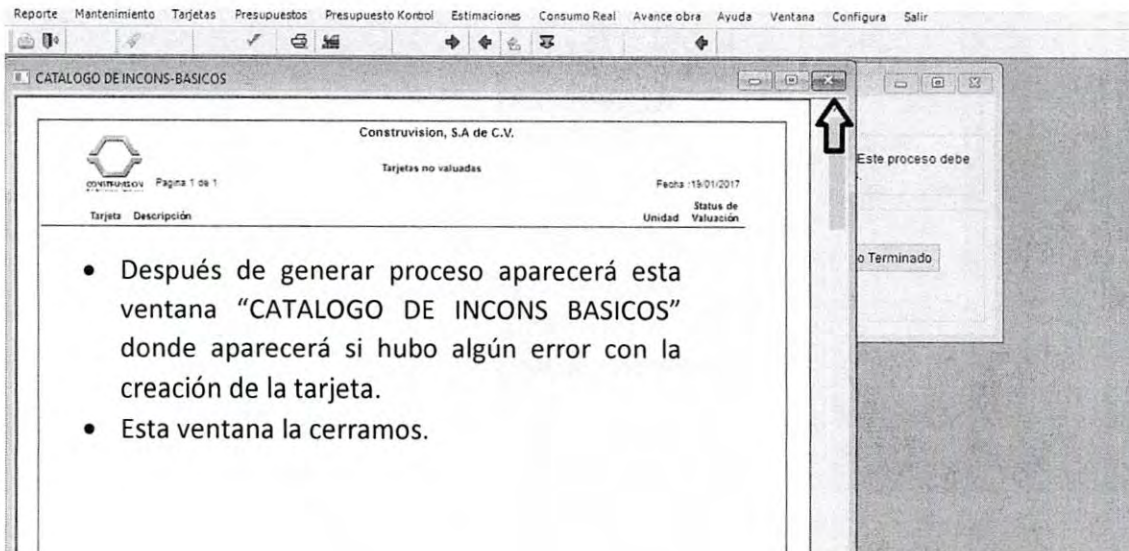 Reporte Mantenimiento Tarjetas Presupuestos Presupuesto Kontrol Estimaciones Consumo Real Avance obra Ayuda Ventana Configura Salir
CATALOGO DE INCONS-BASICOS
Construvision, S.A de C.V.
Tarjetas no valuadas
CONSTRUVISION Pagina 1 de 1
Fecha :19/01/2017
Tarjeta Descripción Unidad Status de Valuación
Este proceso debe
o Terminado
• Después de generar proceso aparecerá esta
ventana “CATALOGO DE INCONS BASICOS”
donde aparecerá si hubo algún error con la
creación de la tarjeta.
• Esta ventana la cerramos.